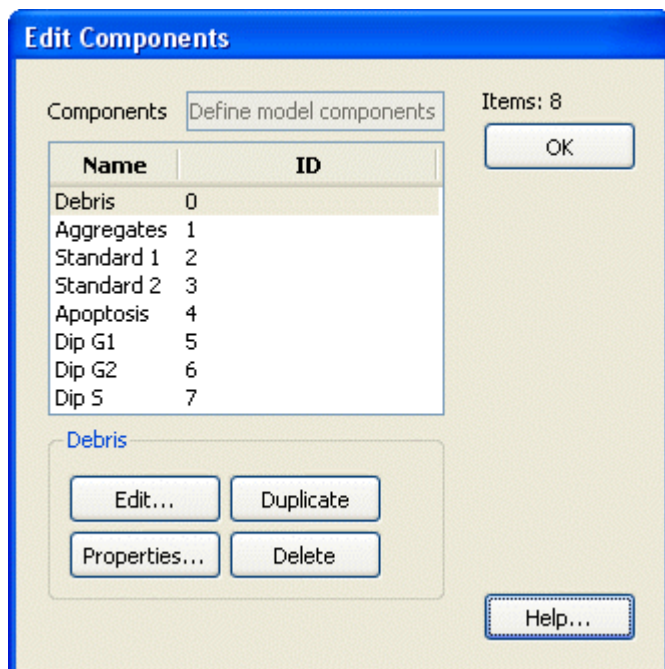 Edit Components
Components Define model components Items: 8
OK
Name ID
Debris 0
Aggregates 1
Standard 1 2
Standard 2 3
Apoptosis 4
Dip G1 5
Dip G2 6
Dip S 7
Debris
Edit... Duplicate
Properties... Delete
Help...